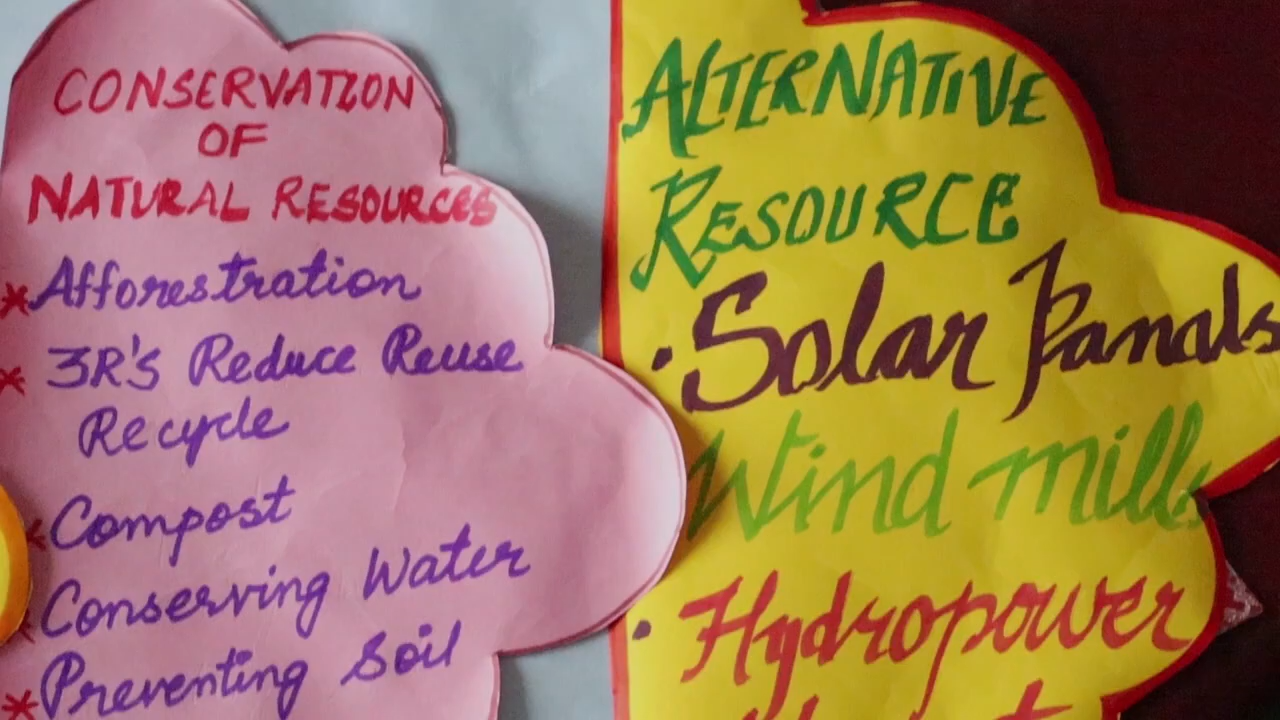 CONSERVATION
OF
NATURAL RESOURCES
* Afforestration
* 3R's Reduce Reuse
Recycle
* Compost
* Conserving Water
* Preventing Soil
ALTERNATIVE
RESOURCE
• Solar Panals
Wind mills
• Hydropower